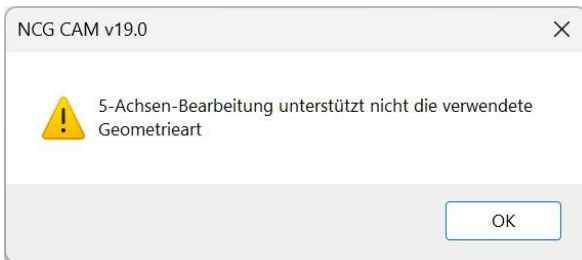 NCG CAM v19.0
5-Achsen-Bearbeitung unterstützt nicht die verwendete
Geometrieart
OK